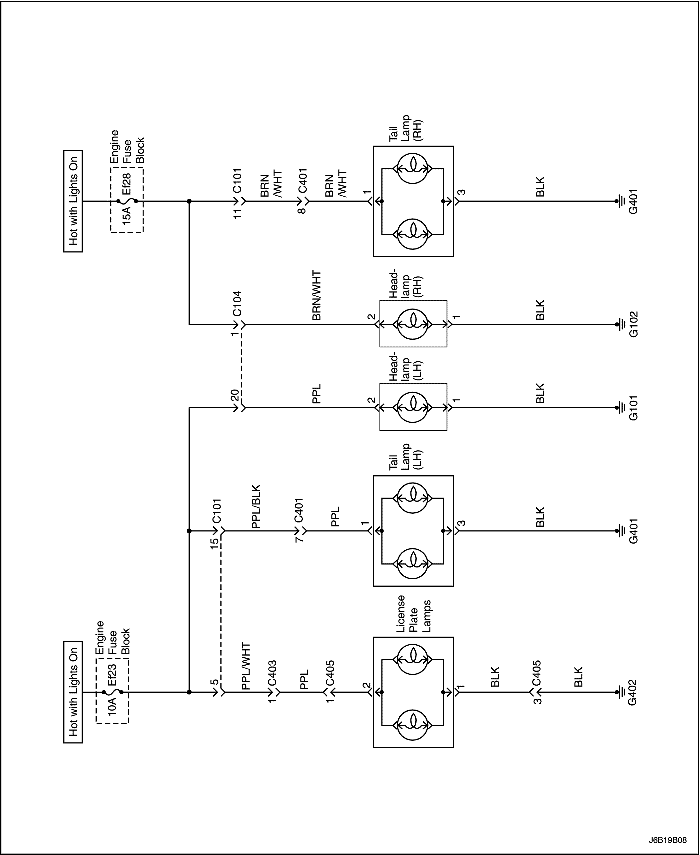 Hot with Lights On
10A Ef23
Engine
Fuse
Block
5
PPL/WHT
1 C403
PPL
1 C405
2
License
Plate
Lamps
1
BLK
3 C405
BLK
G402
15 C101
PPL/BLK
7 C401
PPL
1
Tail
Lamp
(LH)
3
BLK
G401
20
PPL
2
Head-
lamp
(LH)
1
BLK
G101
Hot with Lights On
15A Ef28
Engine
Fuse
Block
1 C104
BRN/WHT
2
Head-
lamp
(RH)
1
BLK
G102
11 C101
BRN
/WHT
8 C401
BRN
/WHT
1
Tail
Lamp
(RH)
3
BLK
G401
J6B19B08